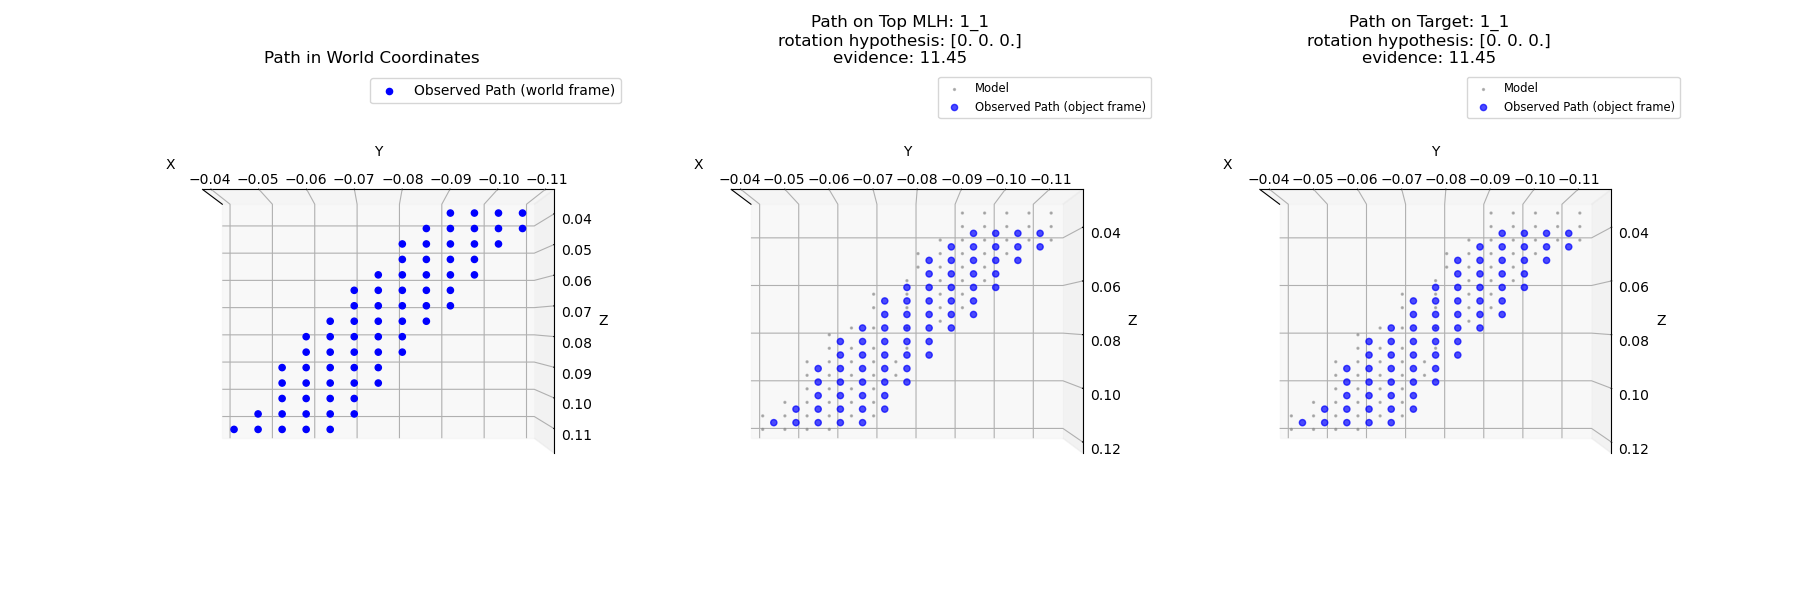 Path in World Coordinates
Observed Path (world frame)
X
Y
−0.04 −0.05 −0.06 −0.07 −0.08 −0.09 −0.10 −0.11
0.04
0.05
0.06
0.07
Z
0.08
0.09
0.10
0.11
Path on Top MLH: 1_1
rotation hypothesis: [0. 0. 0.]
evidence: 11.45
Model
Observed Path (object frame)
X
Y
−0.04 −0.05 −0.06 −0.07 −0.08 −0.09 −0.10 −0.11
0.04
0.06
Z
0.08
0.10
0.12
Path on Target: 1_1
rotation hypothesis: [0. 0. 0.]
evidence: 11.45
Model
Observed Path (object frame)
X
Y
−0.04 −0.05 −0.06 −0.07 −0.08 −0.09 −0.10 −0.11
0.04
0.06
Z
0.08
0.10
0.12